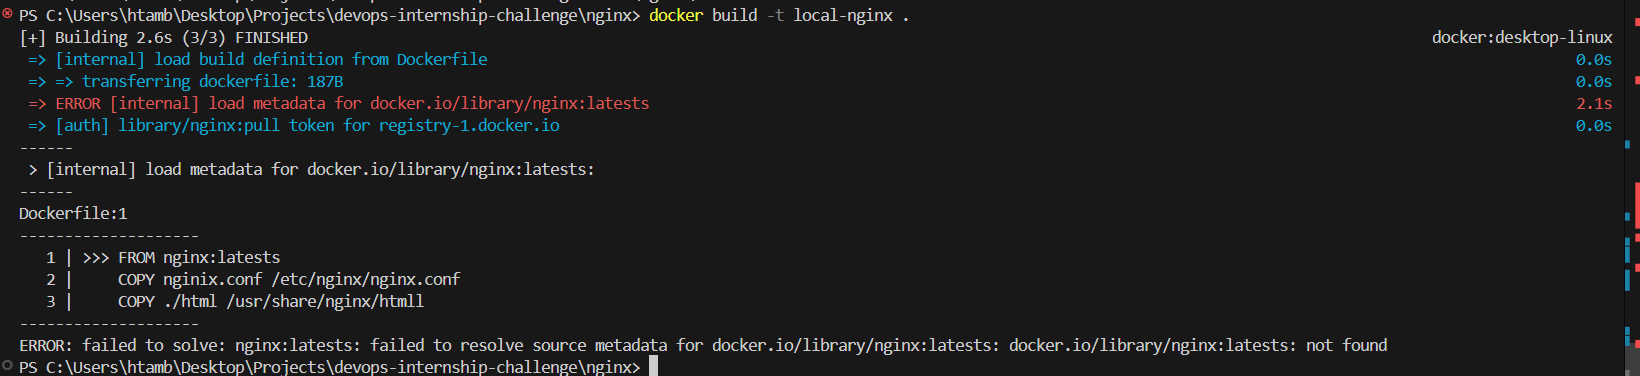 PS C:\Users\htamb\Desktop\Projects\devops-internship-challenge\nginx> docker build -t local-nginx .
[+] Building 2.6s (3/3) FINISHED docker:desktop-linux
=> [internal] load build definition from Dockerfile 0.0s
=> => transferring dockerfile: 187B 0.0s
=> ERROR [internal] load metadata for docker.io/library/nginx:latests 2.1s
=> [auth] library/nginx:pull token for registry-1.docker.io 0.0s
------
> [internal] load metadata for docker.io/library/nginx:latests:
------
Dockerfile:1
--------------------
1 | >>> FROM nginx:latests
2 | COPY nginix.conf /etc/nginx/nginx.conf
3 | COPY ./html /usr/share/nginx/htmll
--------------------
ERROR: failed to solve: nginx:latests: failed to resolve source metadata for docker.io/library/nginx:latests: docker.io/library/nginx:latests: not found
PS C:\Users\htamb\Desktop\Projects\devops-internship-challenge\nginx>